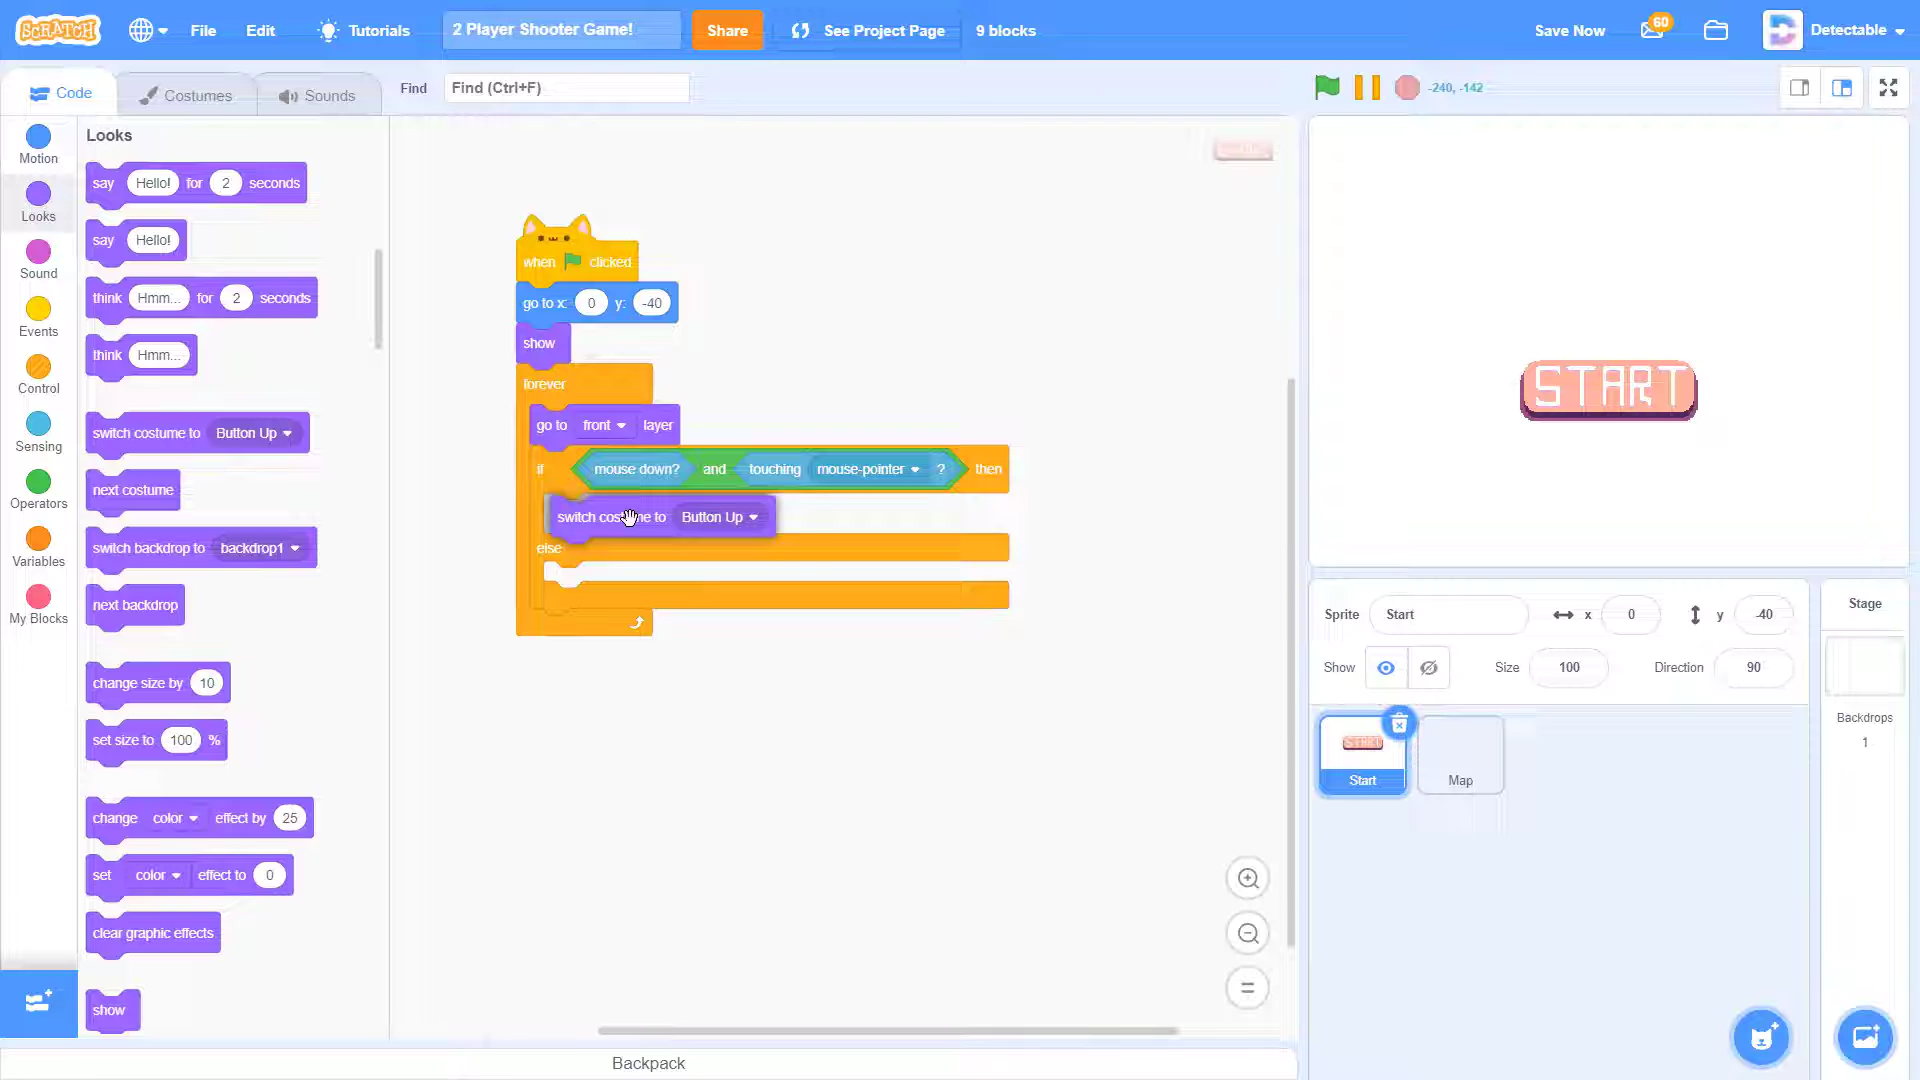 SCRATCH
File
Edit
Tutorials
2 Player Shooter Game!
Share
See Project Page
9 blocks
Save Now
60
Detectable
Code
Costumes
Sounds
Find
Find (Ctrl+F)
-240, -142
Motion
Looks
Sound
Events
Control
Sensing
Operators
Variables
My Blocks
Looks
say Hello! for 2 seconds
say Hello!
think Hmm... for 2 seconds
think Hmm...
switch costume to Button Up
next costume
switch backdrop to backdrop1
next backdrop
change size by 10
set size to 100 %
change color effect by 25
set color effect to 0
clear graphic effects
show
when clicked
go to x: 0 y: -40
show
forever
go to front layer
if mouse down? and touching mouse-pointer ? then
switch costume to Button Up
else
START
Sprite Start x 0 y -40
Show Size 100 Direction 90
START
Start
Map
Stage
Backdrops
1
Backpack